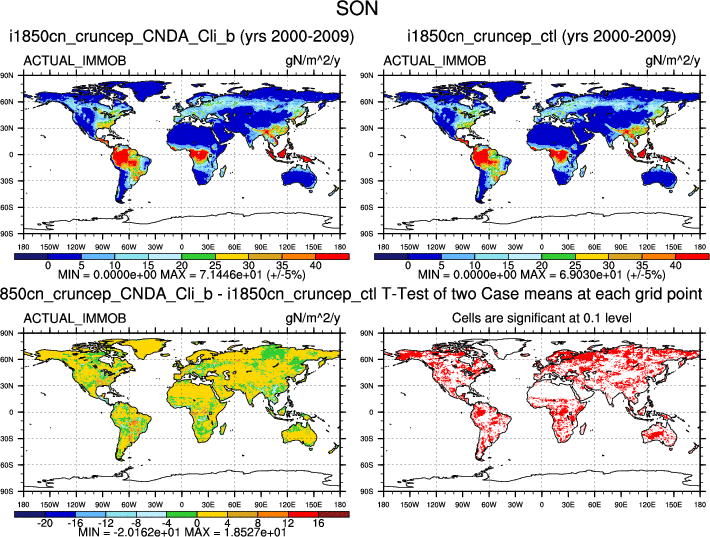 SON
i1850cn_cruncep_CNDA_Cli_b (yrs 2000-2009)
i1850cn_cruncep_ctl (yrs 2000-2009)
ACTUAL_IMMOB gN/m^2/y
ACTUAL_IMMOB gN/m^2/y
90N
60N
30N
0
30S
60S
90S
180 150W 120W 90W 60W 30W 0 30E 60E 90E 120E 150E 180
90N
60N
30N
0
30S
60S
90S
180 150W 120W 90W 60W 30W 0 30E 60E 90E 120E 150E 180
0 5 10 15 20 25 30 35 40
MIN = 0.0000e+00 MAX = 7.1446e+01 (+/-5%)
0 5 10 15 20 25 30 35 40
MIN = 0.0000e+00 MAX = 6.9030e+01 (+/-5%)
850cn_cruncep_CNDA_Cli_b - i1850cn_cruncep_ctl
T-Test of two Case means at each grid point
ACTUAL_IMMOB gN/m^2/y
Cells are significant at 0.1 level
90N
60N
30N
0
30S
60S
90S
180 150W 120W 90W 60W 30W 0 30E 60E 90E 120E 150E 180
90N
60N
30N
0
30S
60S
90S
180 150W 120W 90W 60W 30W 0 30E 60E 90E 120E 150E 180
-20 -16 -12 -8 -4 0 4 8 12 16
MIN = -2.0162e+01 MAX = 1.8527e+01